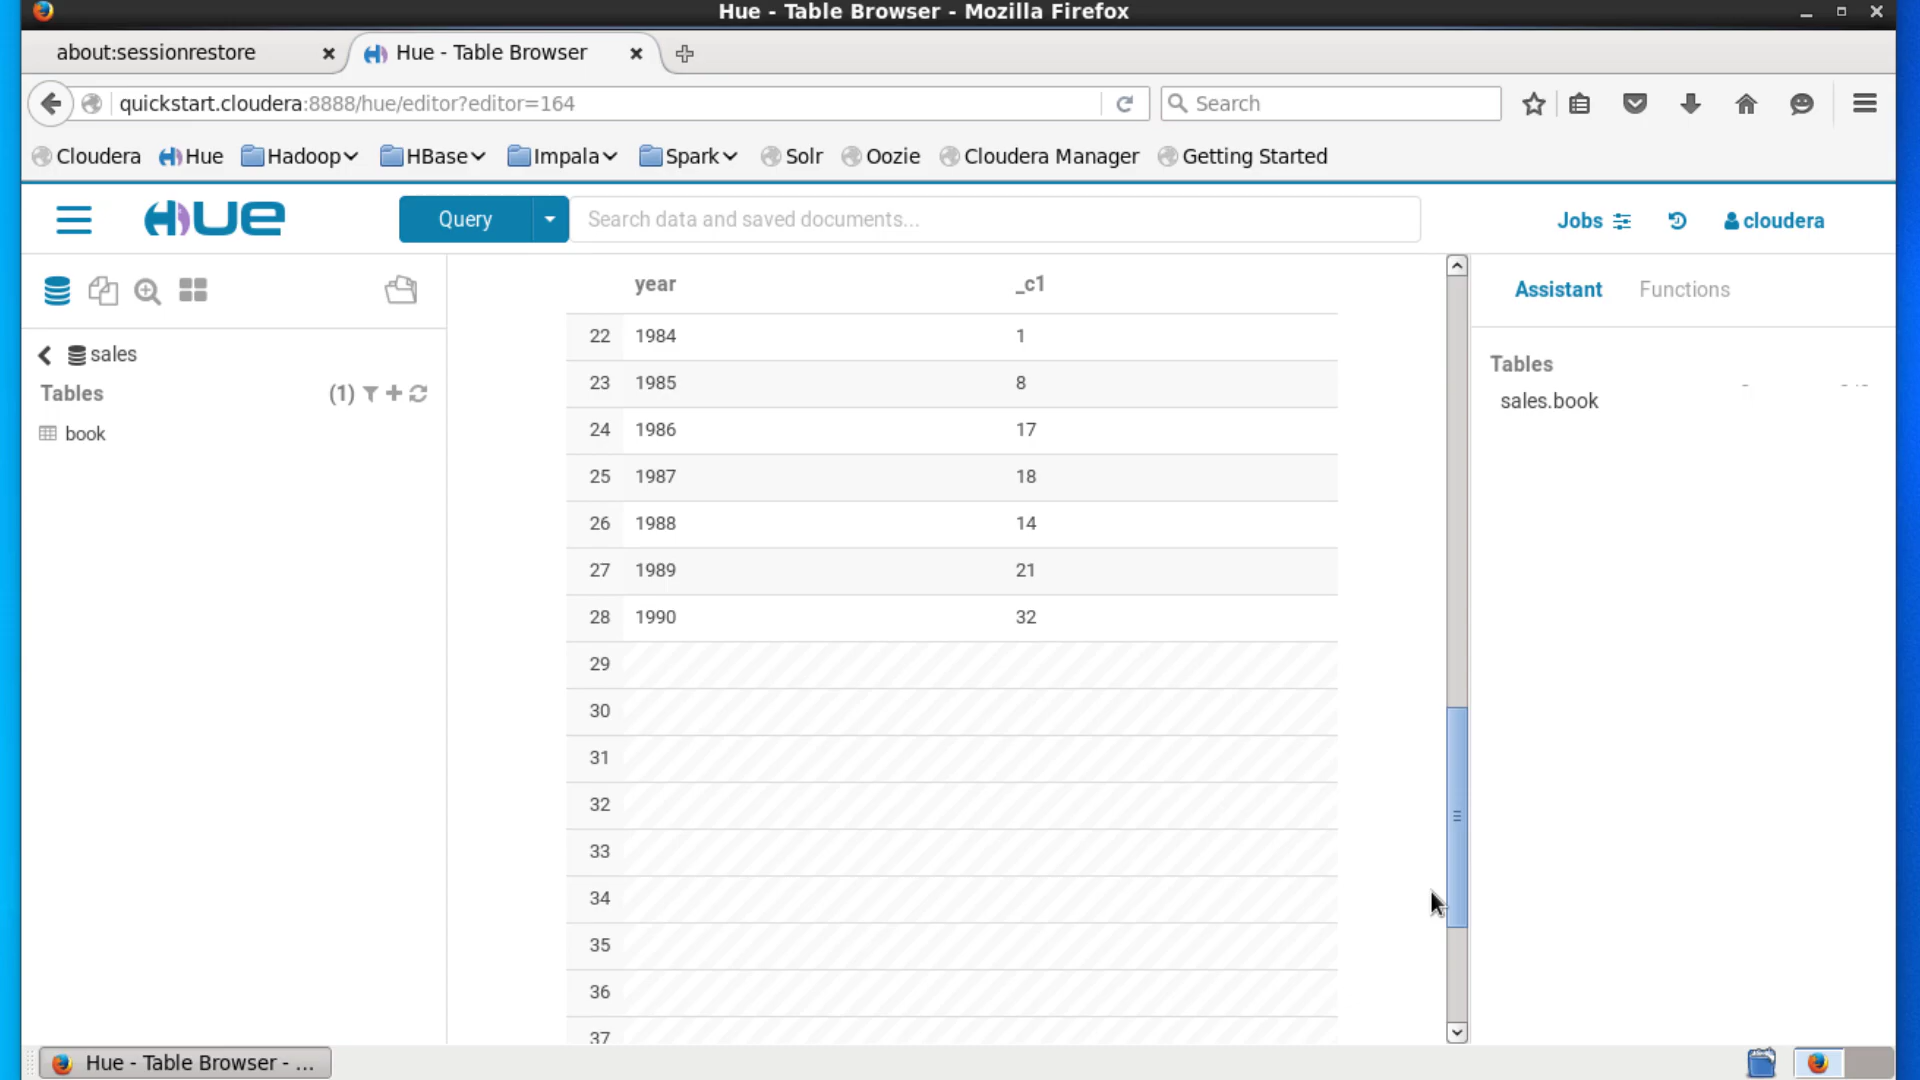 Hue - Table Browser - Mozilla Firefox
about:sessionrestore
Hue - Table Browser
quickstart.cloudera:8888/hue/editor?editor=164
Search
Cloudera Hue Hadoop HBase Impala Spark Solr Oozie Cloudera Manager Getting Started
HUE
Query
Search data and saved documents...
Jobs
cloudera
sales
Tables (1)
book
year _c1
22 1984 1
23 1985 8
24 1986 17
25 1987 18
26 1988 14
27 1989 21
28 1990 32
29
30
31
32
33
34
35
36
37
Assistant Functions
Tables
sales.book
Hue - Table Browser - ...